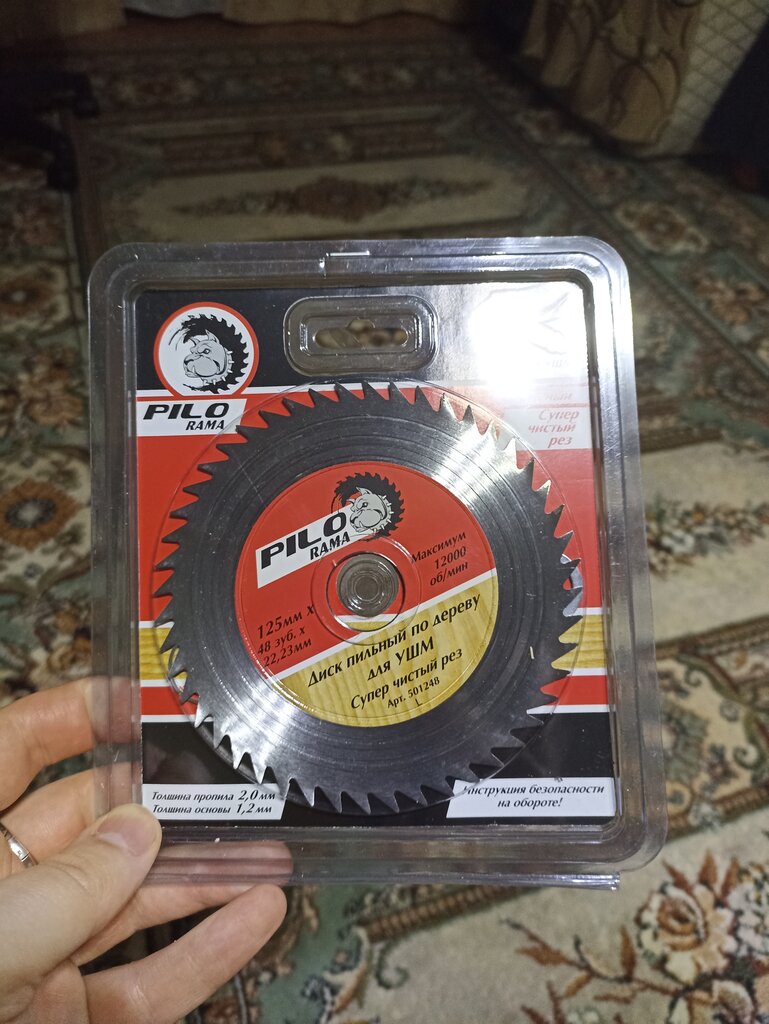 PILO
RAMA
Супер
чистый
рез
PILO
RAMA
Максимум
12000
об/мин
125мм х
48 зуб. х
22,23мм
Диск пильный по дереву
для УШМ
Супер чистый рез
Арт. 501248
L
Толщина пропила 2,0 мм
Толщина основы 1,2 мм
Инструкция безопасности
на обороте!